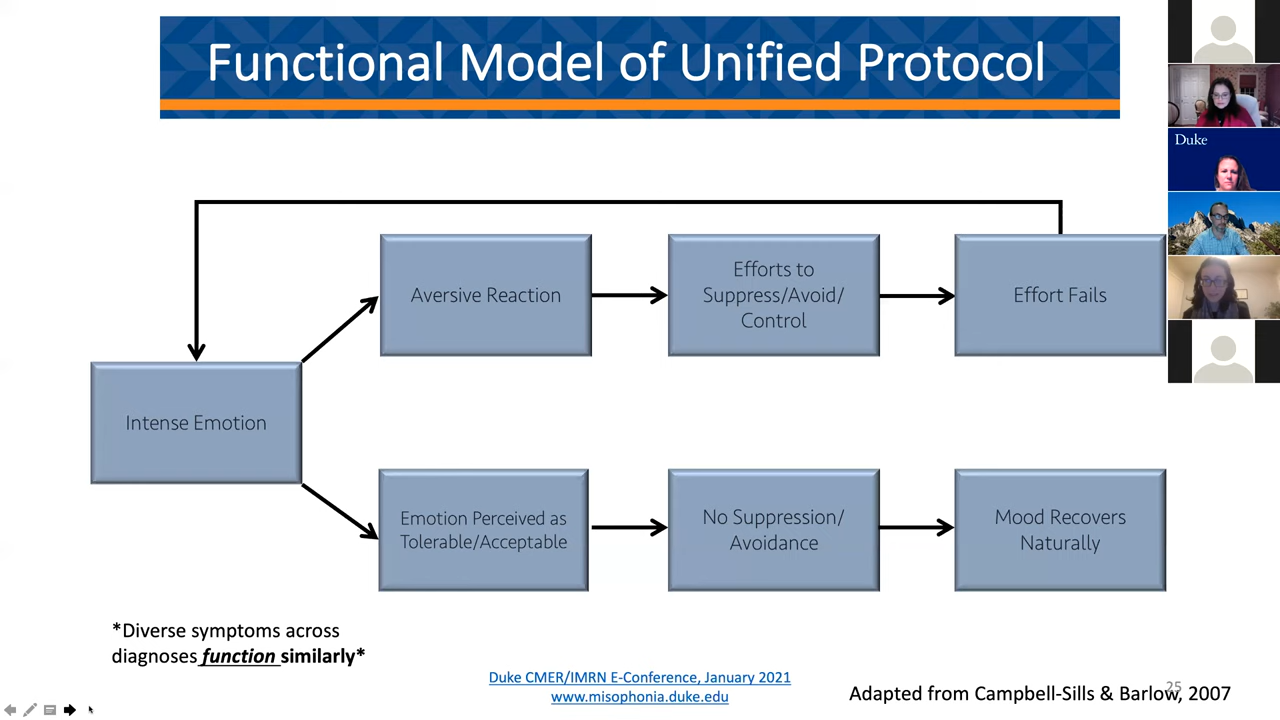 Functional Model of Unified Protocol
Duke
Aversive Reaction
Efforts to
Suppress/Avoid/
Control
Effort Fails
Intense Emotion
Emotion Perceived as
Tolerable/Acceptable
No Suppression/
Avoidance
Mood Recovers
Naturally
*Diverse symptoms across
diagnoses function similarly*
Duke CMER/IMRN E-Conference, January 2021
www.misophonia.duke.edu
25
Adapted from Campbell-Sills & Barlow, 2007